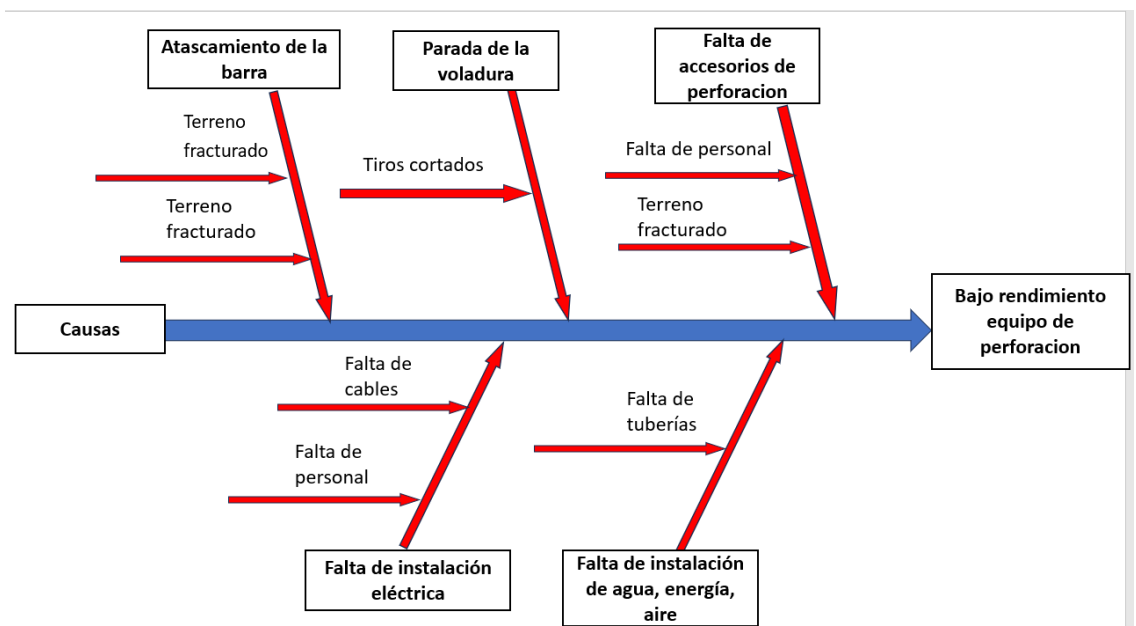 Atascamiento de la
barra
Parada de la
voladura
Falta de
accesorios de
perforacion
Terreno
fracturado
Tiros cortados
Falta de personal
Terreno
fracturado
Terreno
fracturado
Causas
Bajo rendimiento
equipo de
perforacion
Falta de
cables
Falta de
tuberías
Falta de
personal
Falta de instalación
eléctrica
Falta de instalación
de agua, energía,
aire